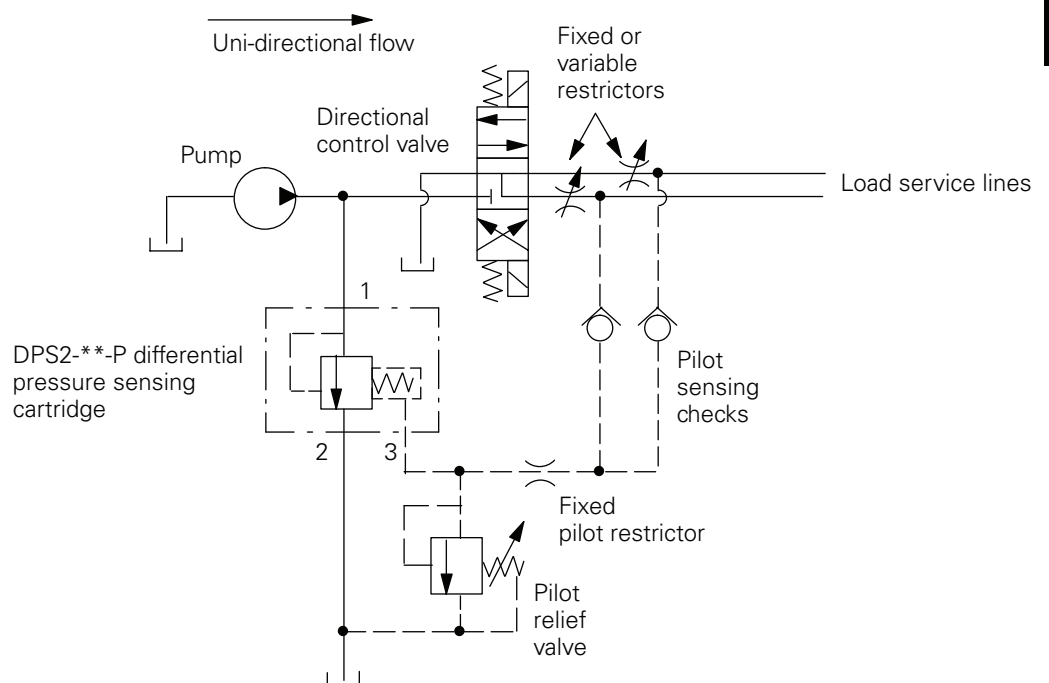 Uni-directional flow
Fixed or
variable
restrictors
Directional
control valve
Pump
Load service lines
1
DPS2-**-P differential
pressure sensing
cartridge
Pilot
sensing
checks
2
3
Fixed
pilot restrictor
Pilot
relief
valve